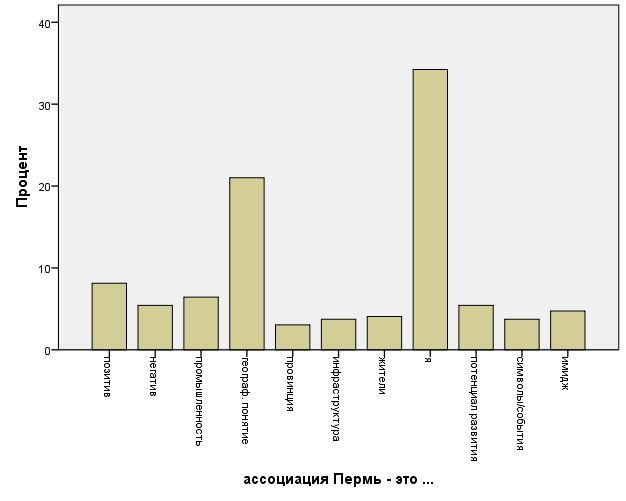 40
30
20
10
0
Процент
позитив
негатив
промышленность
географ. понятие
провинция
инфраструктура
жители
я
потенциал развития
символы/события
имидж
ассоциация Пермь - это ...